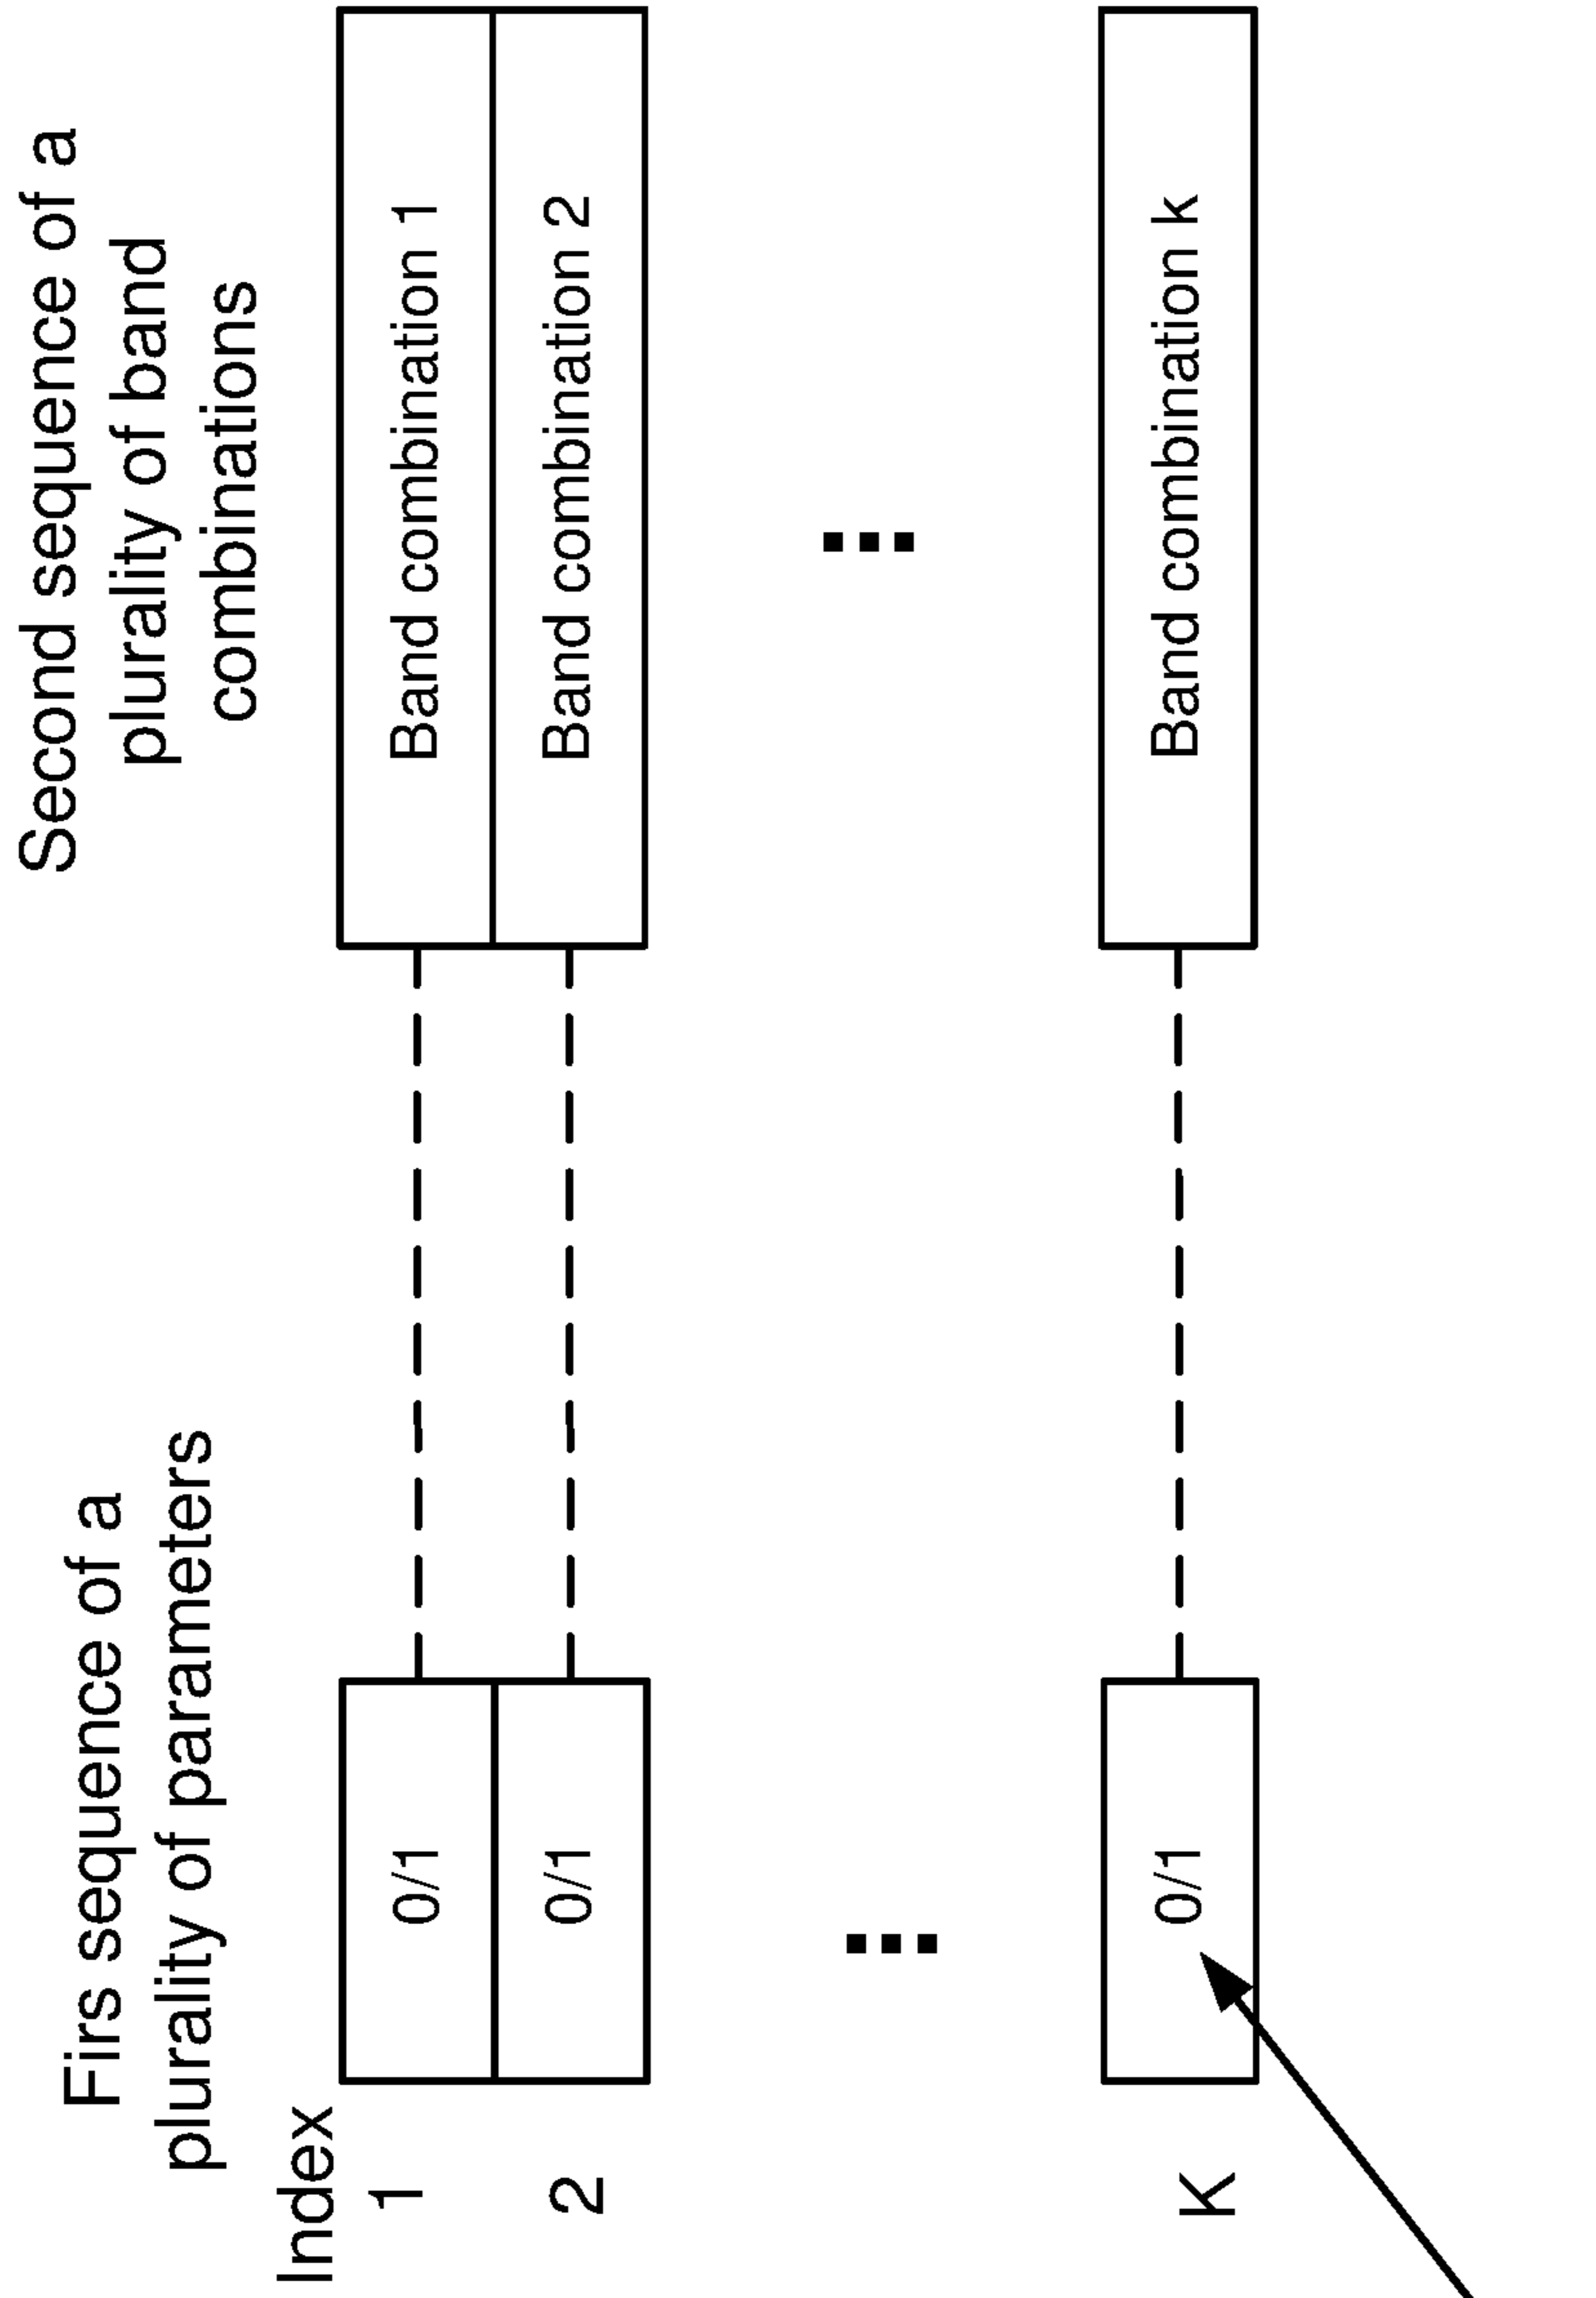 Firs sequence of a
plurality of parameters
Second sequence of a
plurality of band
combinations
Index
1
0/1
Band combination 1
2
0/1
Band combination 2
K
0/1
Band combination k